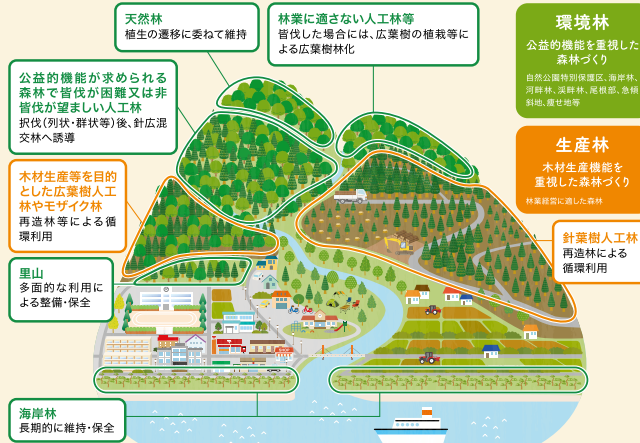 天然林
植生の遷移に委ねて維持
林業に適さない人工林等
皆伐した場合には、広葉樹の植栽等に
よる広葉樹林化
環境林
公益的機能を重視した
森林づくり
自然公園特別保護区、海岸林、
河畔林、渓畔林、尾根部、急傾
斜地、痩せ地等
公益的機能が求められる
森林で皆伐が困難又は非
皆伐が望ましい人工林
択伐(列状・群状等)後、針広混
交林へ誘導
生産林
木材生産機能を
重視した森林づくり
林業経営に適した森林
木材生産等を目的
とした広葉樹人工
林やモザイク林
再造林等による循
環利用
針葉樹人工林
再造林による
循環利用
里山
多面的な利用に
よる整備・保全
海岸林
長期的に維持・保全